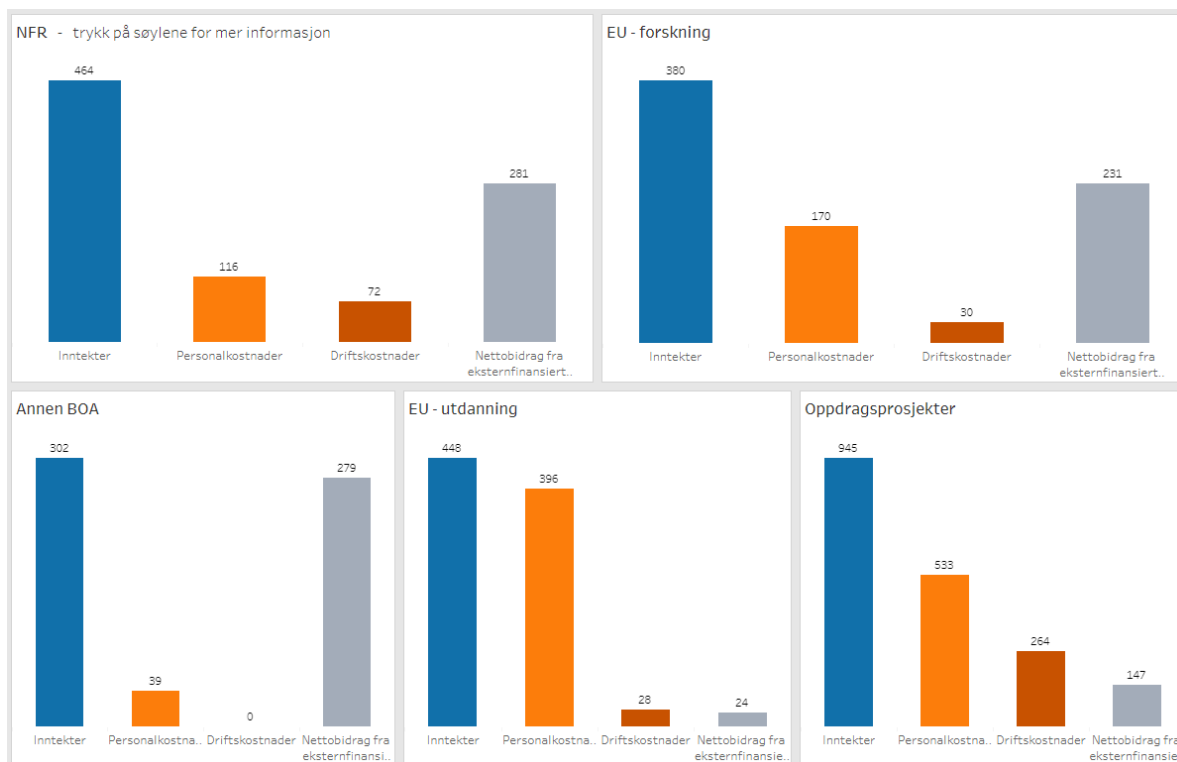 NFR - trykk på søylene for mer informasjon
464
116
72
281
Inntekter
Personalkostnader
Driftskostnader
Nettobidrag fra
eksternfinansiert..
EU - forskning
380
170
30
231
Inntekter
Personalkostnader
Driftskostnader
Nettobidrag fra
eksternfinansiert..
Annen BOA
302
39
0
279
Inntekter
Personalkostna..
Driftskostnader
Nettobidrag fra
eksternfinansi..
EU - utdanning
448
396
28
24
Inntekter
Personalkostna..
Driftskostnader
Nettobidrag fra
eksternfinansie..
Oppdragsprosjekter
945
533
264
147
Inntekter
Personalkostna..
Driftskostnader
Nettobidrag fra
eksternfinansie..